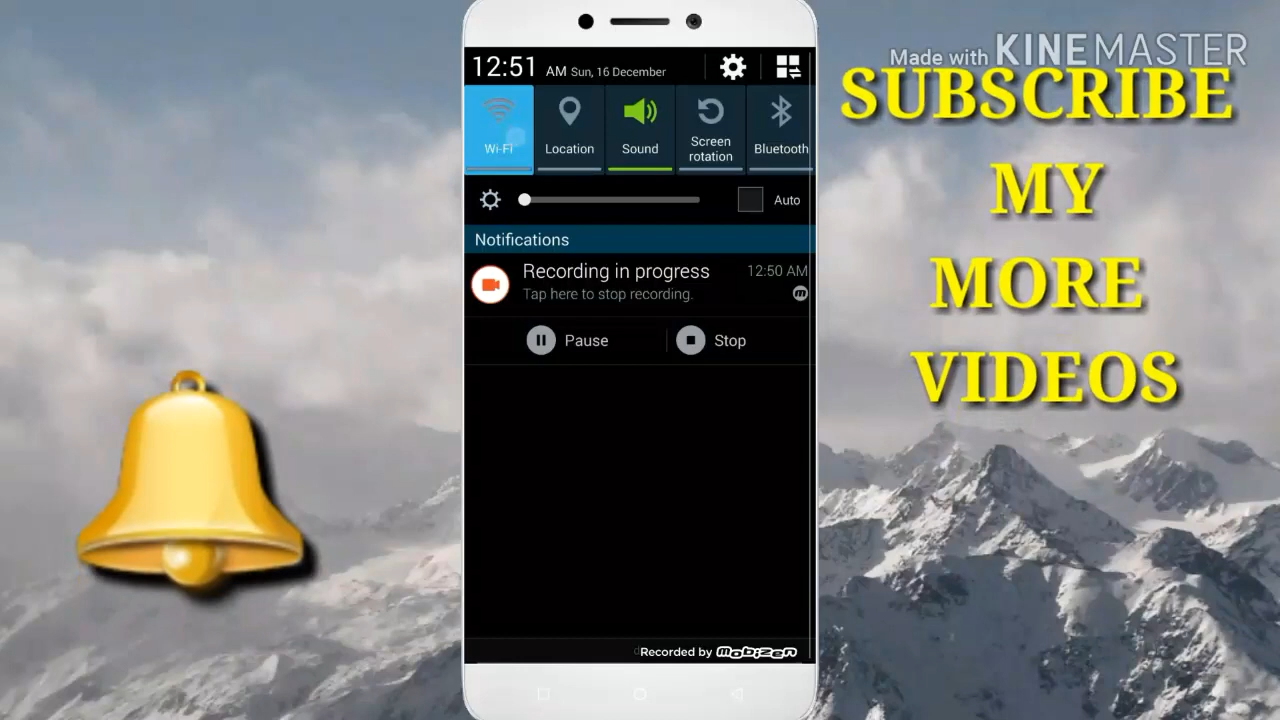 Made with KINEMASTER
SUBSCRIBE
MY
MORE
VIDEOS
12:51 AM Sun, 16 December
Wi-Fi
Location
Sound
Screen
rotation
Bluetooth
Auto
Notifications
Recording in progress
12:50 AM
Tap here to stop recording.
Pause
Stop
Recorded by mobizen